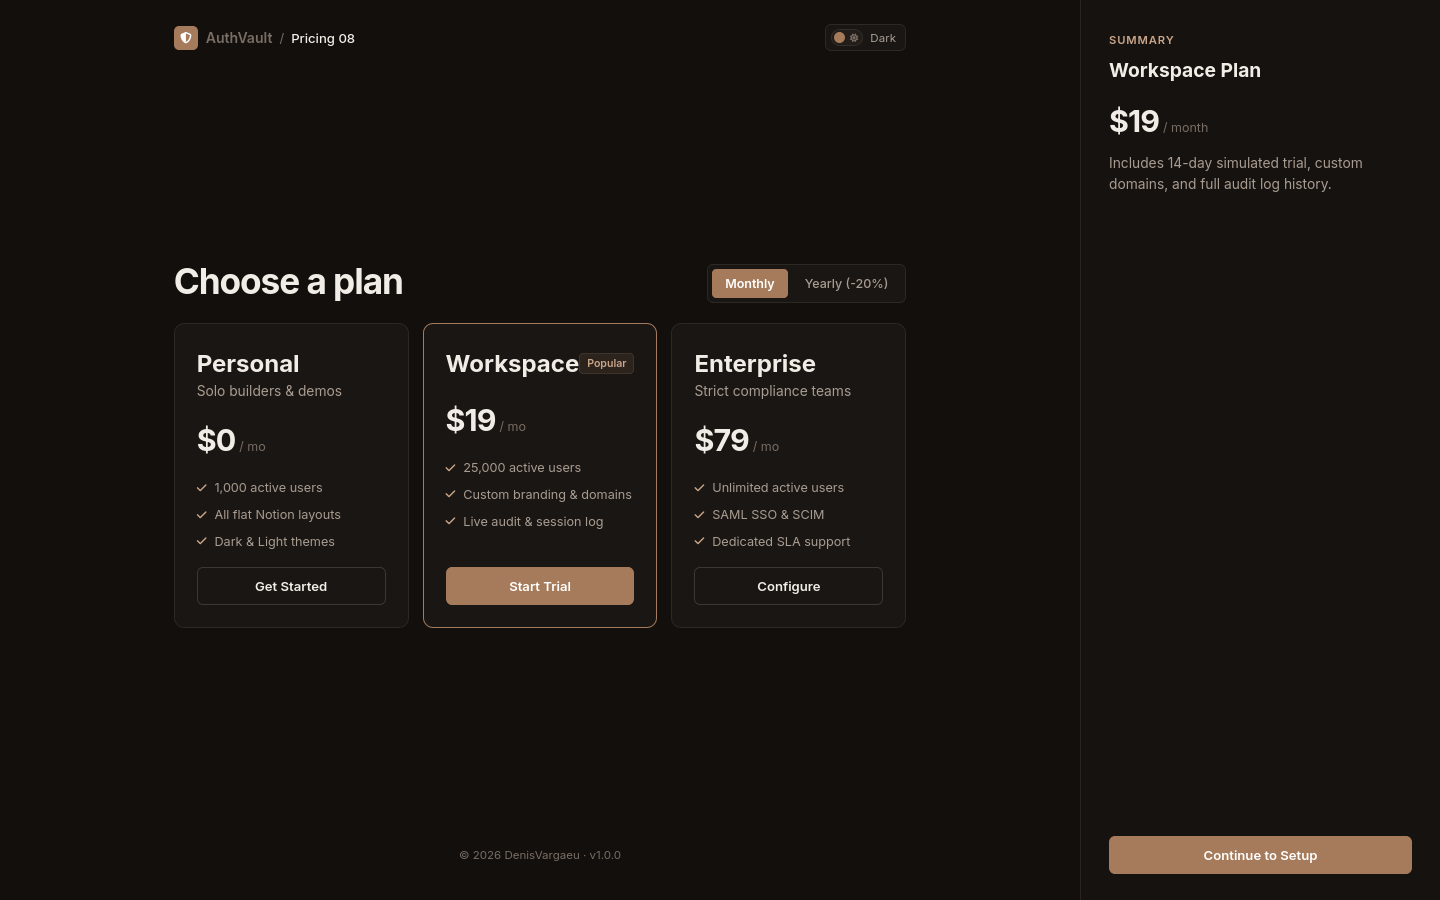 AuthVault / Pricing 08
Dark
Choose a plan
Monthly
Yearly (-20%)
Personal
Solo builders & demos
$0 / mo
1,000 active users
All flat Notion layouts
Dark & Light themes
Get Started
Workspace
Popular
$19 / mo
25,000 active users
Custom branding & domains
Live audit & session log
Start Trial
Enterprise
Strict compliance teams
$79 / mo
Unlimited active users
SAML SSO & SCIM
Dedicated SLA support
Configure
© 2026 DenisVargaeu · v1.0.0
SUMMARY
Workspace Plan
$19 / month
Includes 14-day simulated trial, custom
domains, and full audit log history.
Continue to Setup